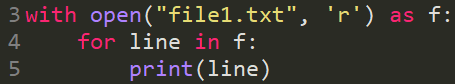 3 with open("file1.txt", 'r') as f:
4     for line in f:
5         print(line)